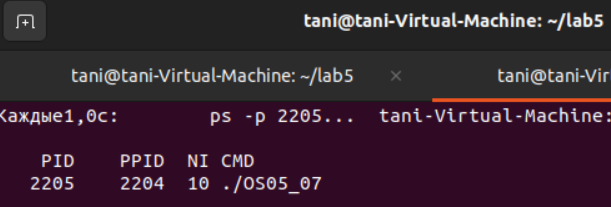 tani@tani-Virtual-Machine: ~/lab5
tani@tani-Virtual-Machine: ~/lab5 × tani@tani-Vir
Каждые1,0с: ps -p 2205... tani-Virtual-Machine:
PID PPID NI CMD
2205 2204 10 ./OS05_07